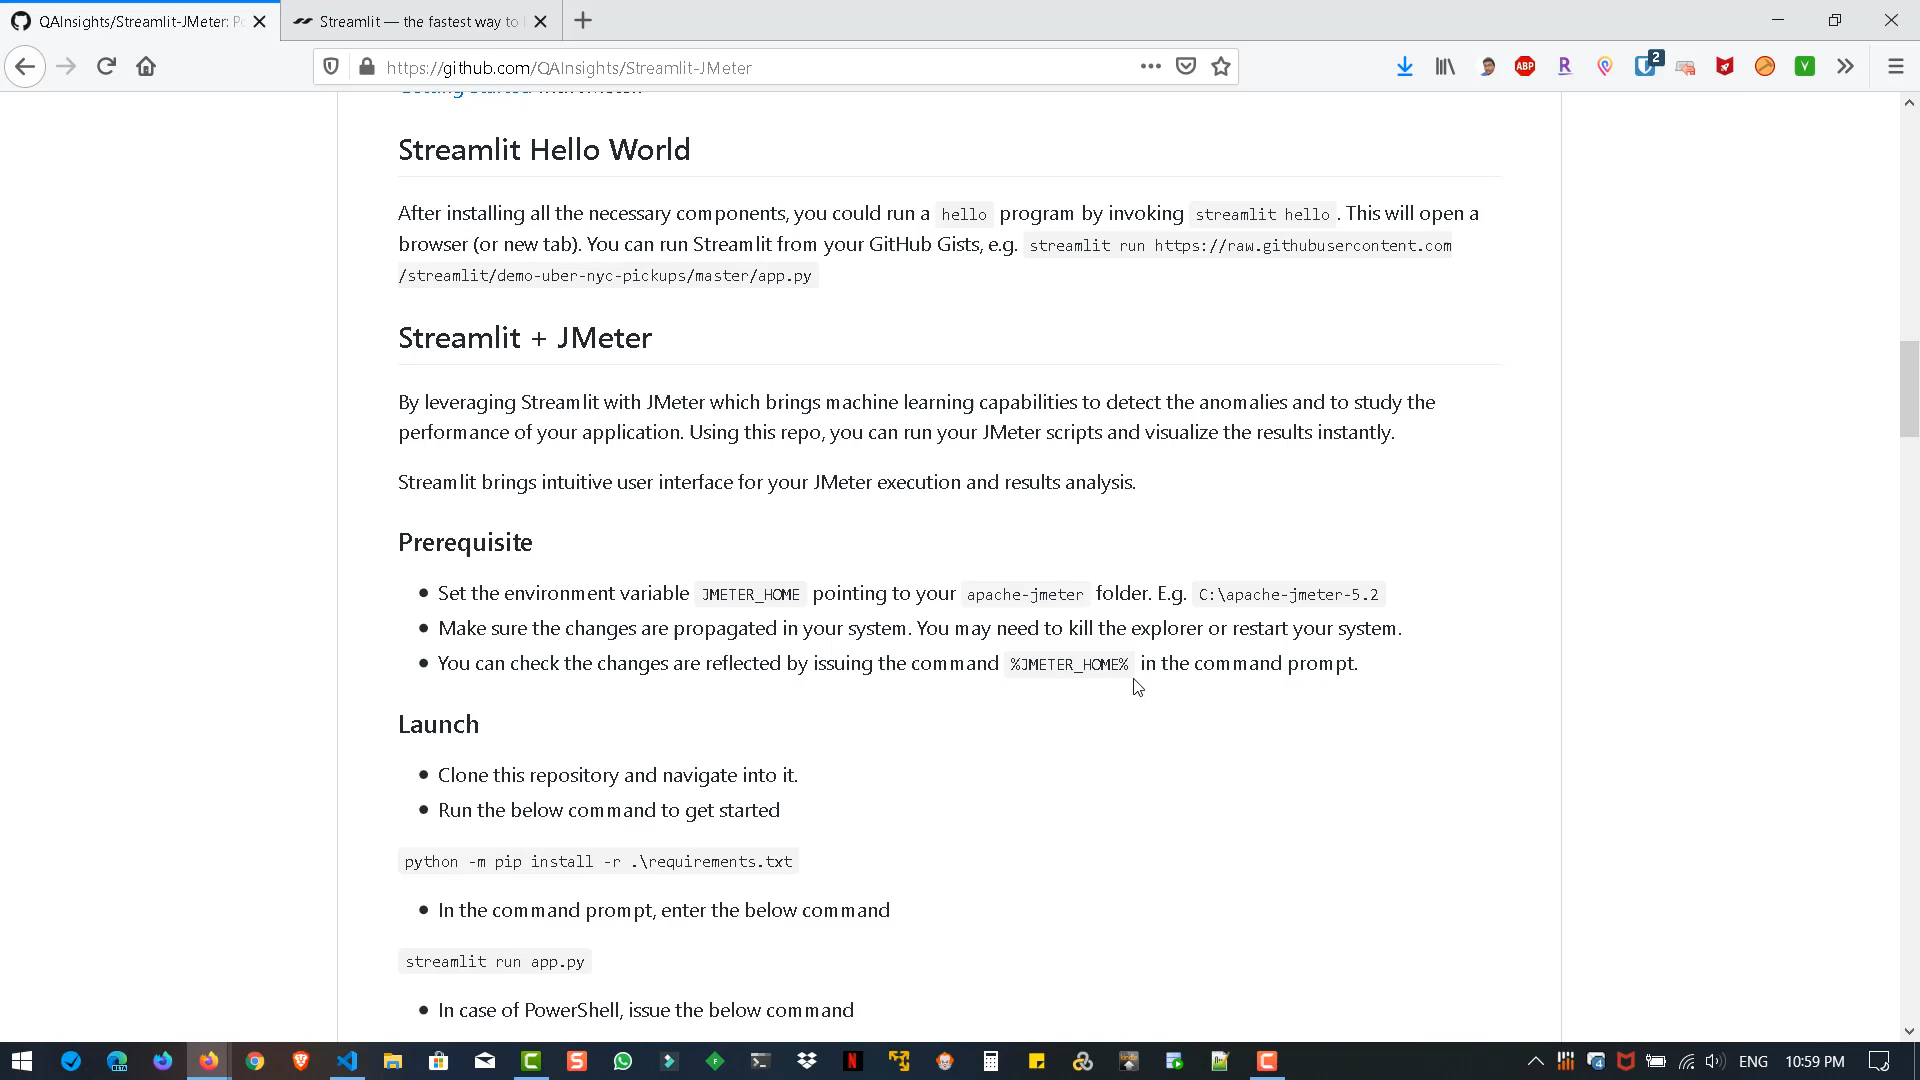 QAInsights/Streamlit-JMeter: Po
Streamlit — the fastest way to
https://github.com/QAInsights/Streamlit-JMeter
ABP
R
2
V
Streamlit Hello World
After installing all the necessary components, you could run a hello program by invoking streamlit hello . This will open a
browser (or new tab). You can run Streamlit from your GitHub Gists, e.g. streamlit run https://raw.githubusercontent.com
/streamlit/demo-uber-nyc-pickups/master/app.py
Streamlit + JMeter
By leveraging Streamlit with JMeter which brings machine learning capabilities to detect the anomalies and to study the
performance of your application. Using this repo, you can run your JMeter scripts and visualize the results instantly.
Streamlit brings intuitive user interface for your JMeter execution and results analysis.
Prerequisite
Set the environment variable JMETER_HOME pointing to your apache-jmeter folder. E.g. C:\apache-jmeter-5.2
Make sure the changes are propagated in your system. You may need to kill the explorer or restart your system.
You can check the changes are reflected by issuing the command %JMETER_HOME% in the command prompt.
Launch
Clone this repository and navigate into it.
Run the below command to get started
python -m pip install -r .\requirements.txt
In the command prompt, enter the below command
streamlit run app.py
In case of PowerShell, issue the below command
ENG 10:59 PM